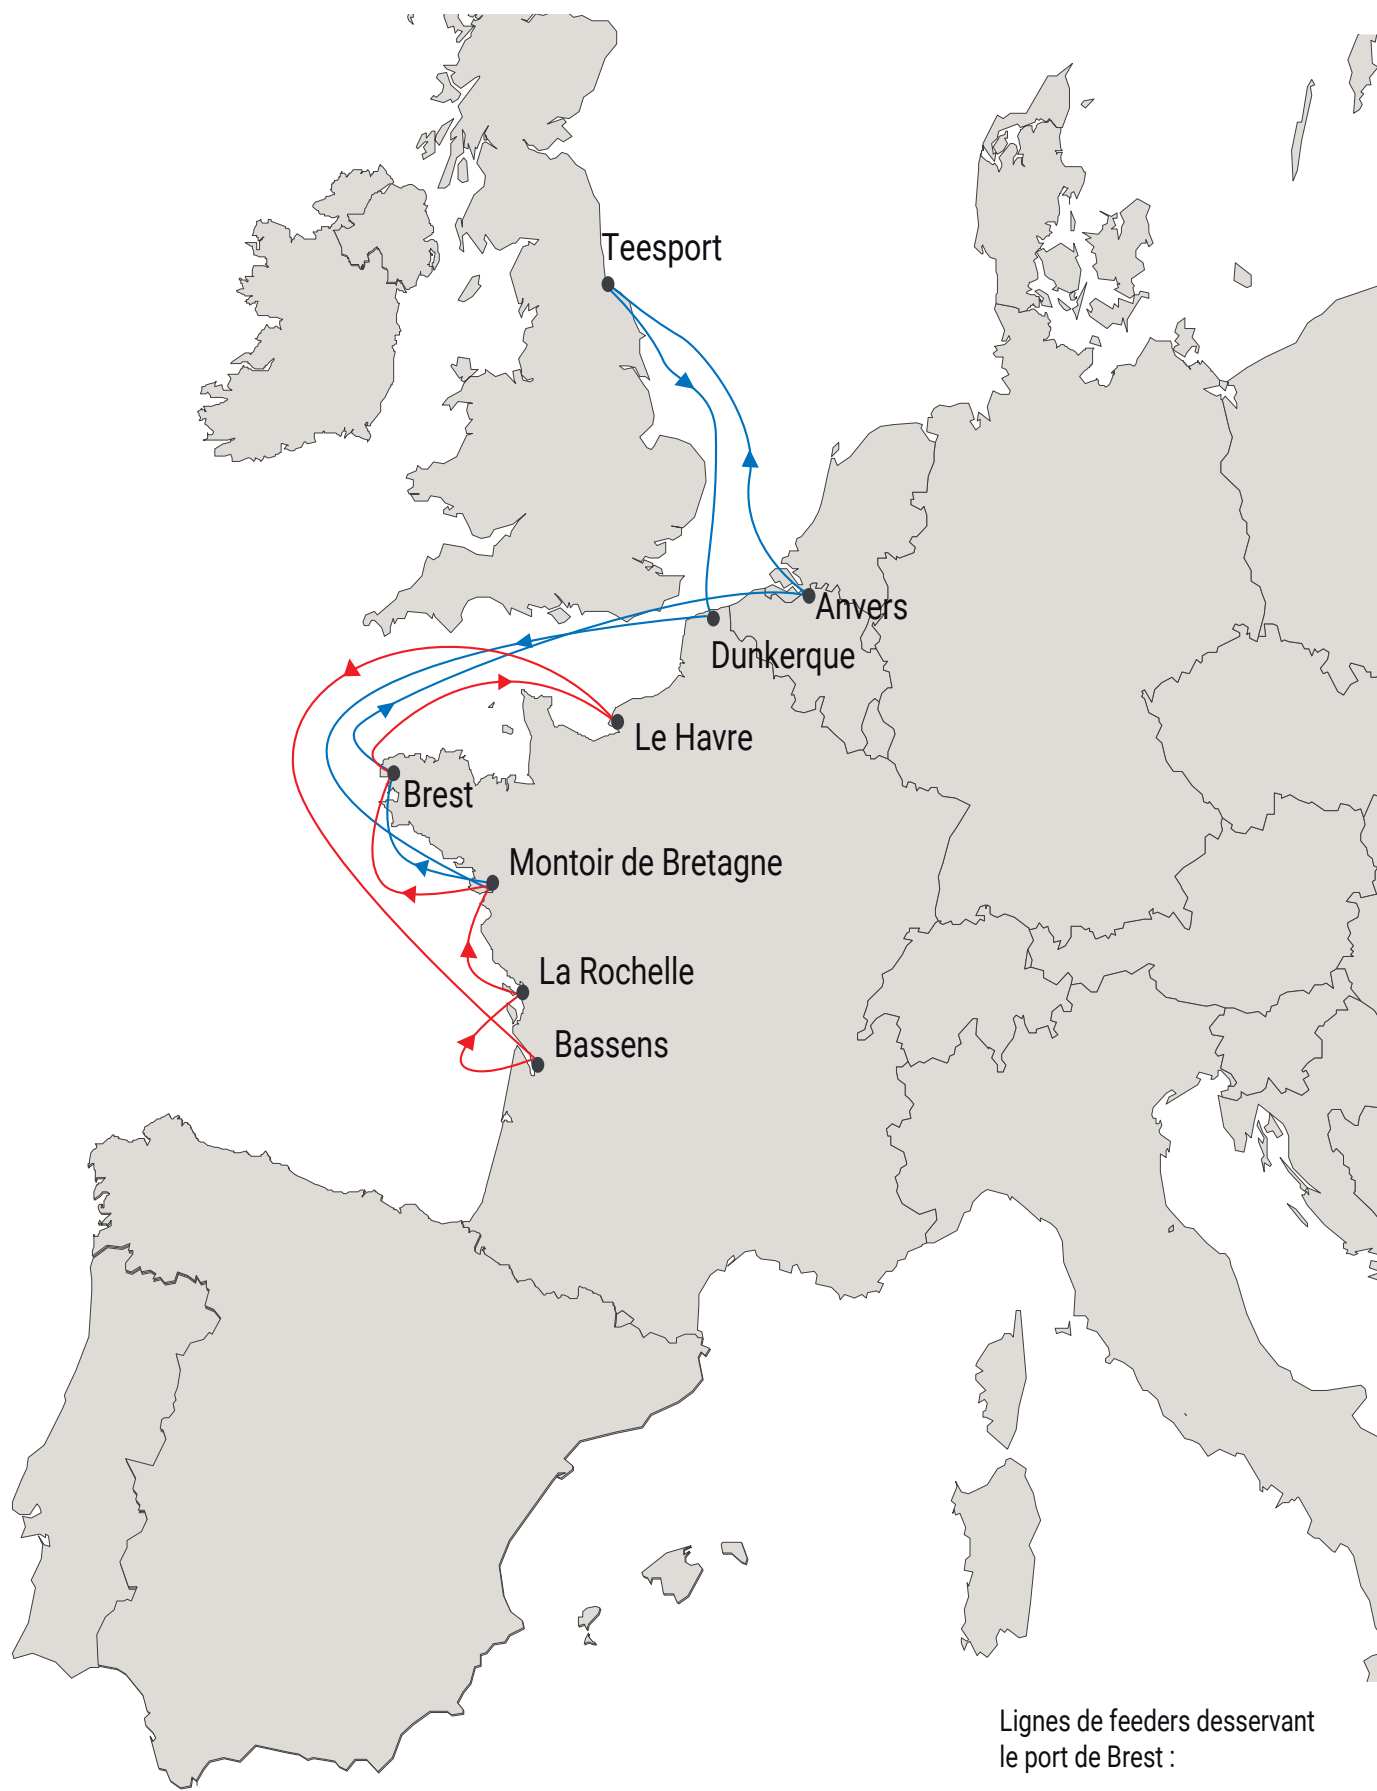 Teesport
Anvers
Dunkerque
Le Havre
Brest
Montoir de Bretagne
La Rochelle
Bassens
Lignes de feeders desservant
le port de Brest :